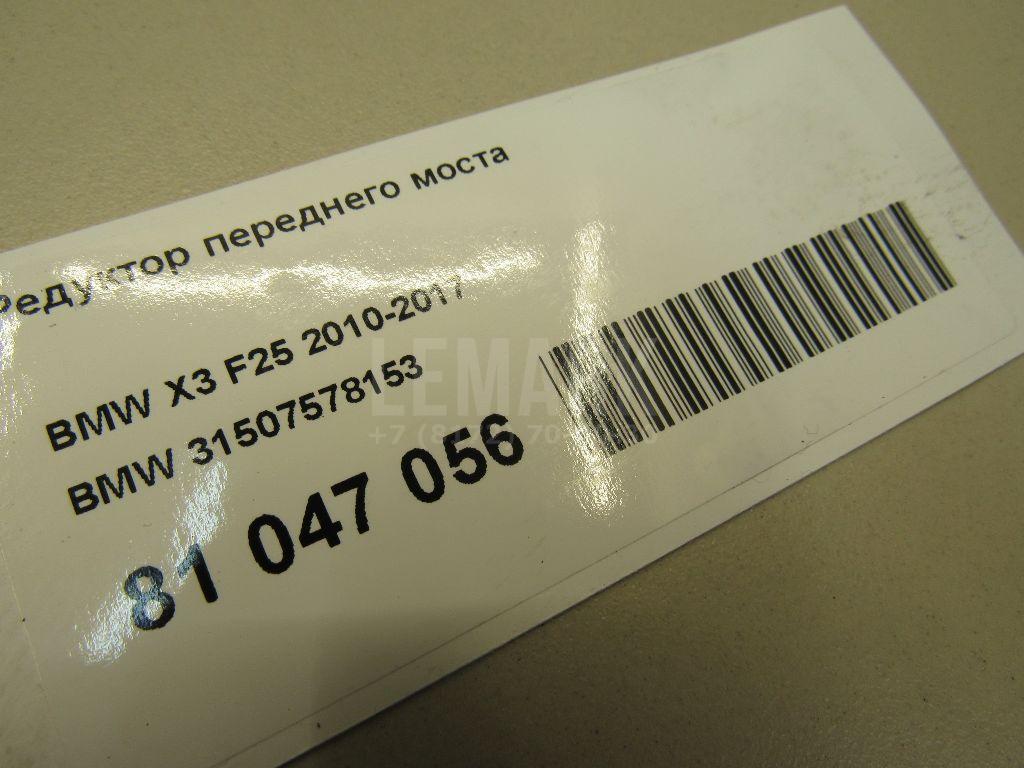 Редуктор переднего моста
BMW X3 F25 2010-2017
BMW 31507578153
81 047 056